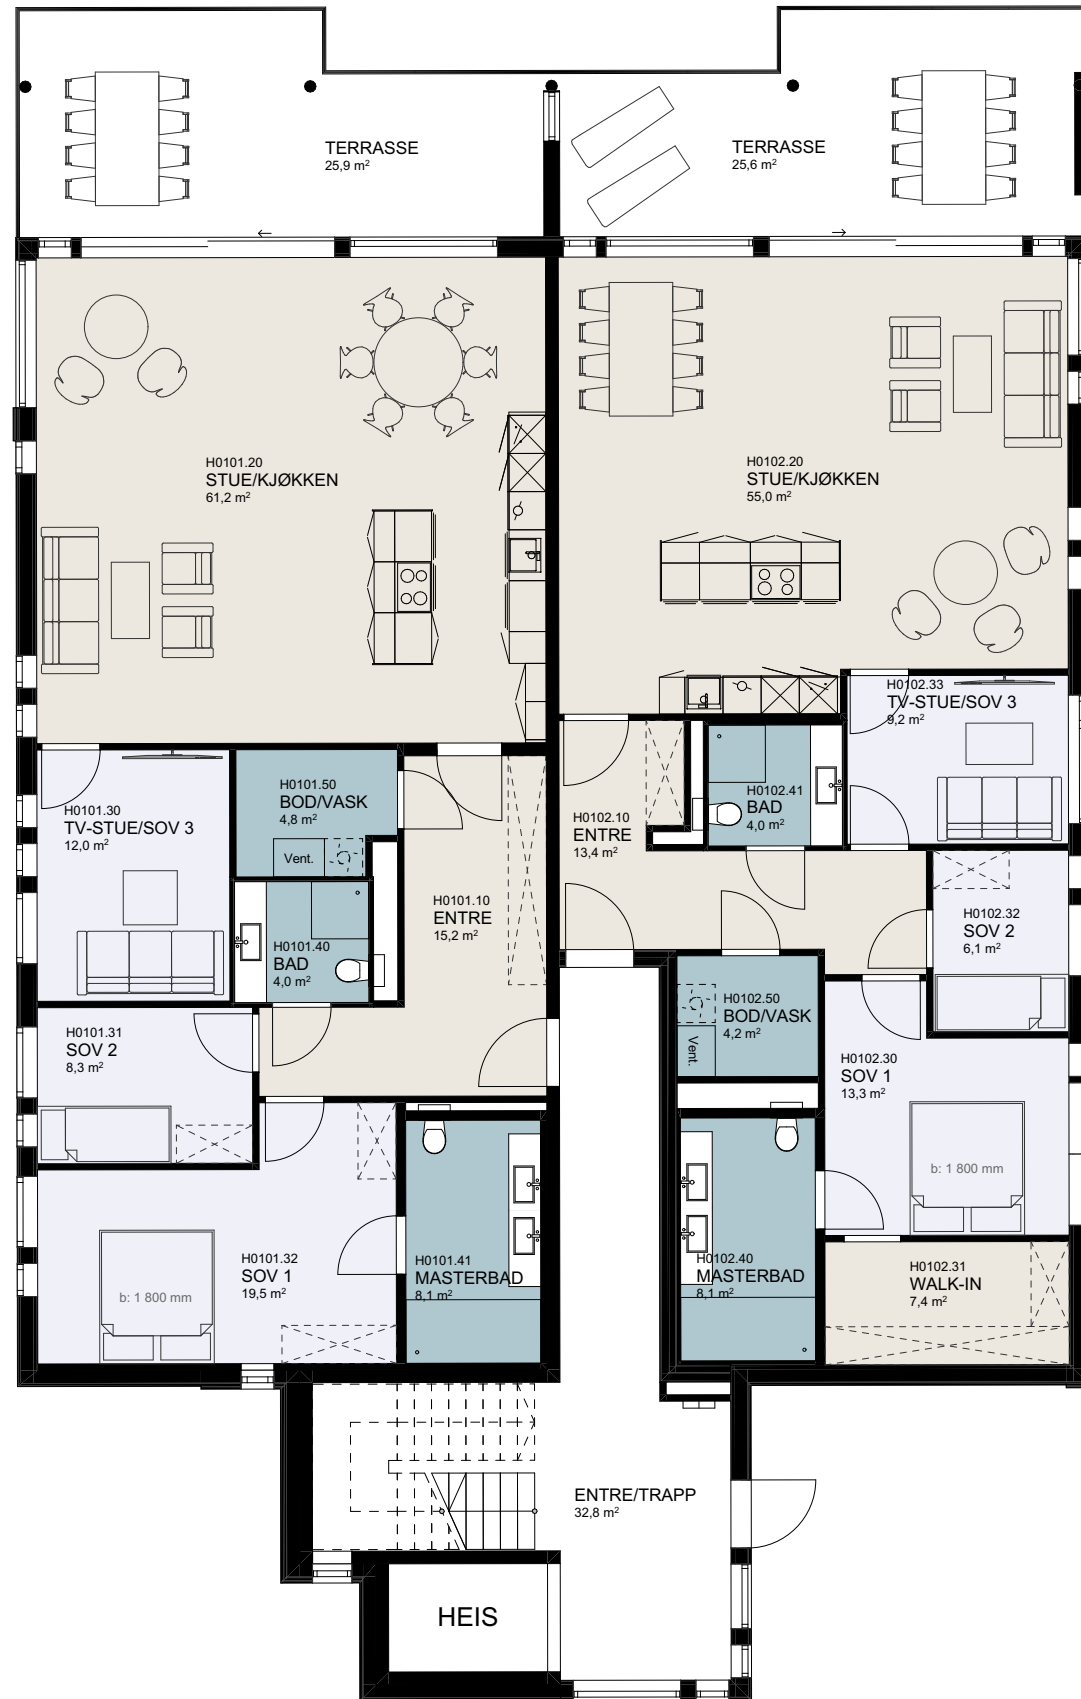 TERRASSE
25,9 m²
TERRASSE
25,6 m²
H0101.20
STUE/KJØKKEN
61,2 m²
H0102.20
STUE/KJØKKEN
55,0 m²
H0102.33
TV-STUE/SOV 3
9,2 m²
H0101.50
BOD/VASK
4,8 m²
Vent.
H0101.30
TV-STUE/SOV 3
12,0 m²
H0102.41
BAD
4,0 m²
H0102.10
ENTRE
13,4 m²
H0101.10
ENTRE
15,2 m²
H0101.40
BAD
4,0 m²
H0102.32
SOV 2
6,1 m²
H0102.50
BOD/VASK
4,2 m²
Vent.
H0101.31
SOV 2
8,3 m²
H0102.30
SOV 1
13,3 m²
b: 1 800 mm
H0101.32
SOV 1
19,5 m²
b: 1 800 mm
H0101.41
MASTERBAD
8,1 m²
H0102.40
MASTERBAD
8,1 m²
H0102.31
WALK-IN
7,4 m²
ENTRE/TRAPP
32,8 m²
HEIS